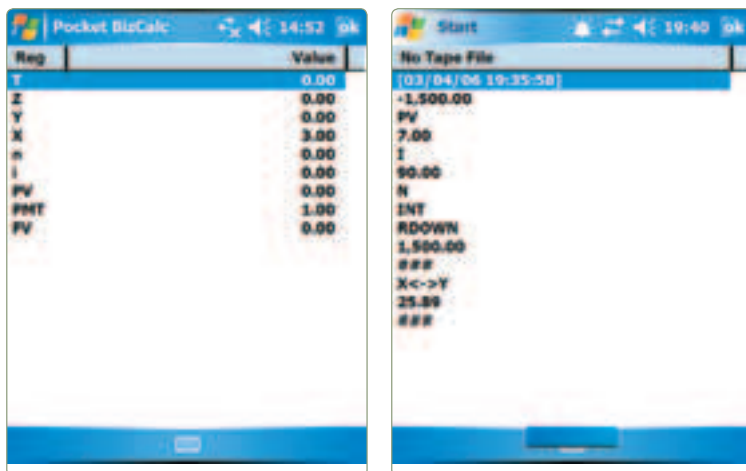 Pocket BizCalc 14:52 ok
Reg Value
T 0.00
Z 0.00
Y 0.00
X 3.00
n 0.00
i 0.00
PV 0.00
PMT 1.00
FV 0.00
Start 19:40 ok
No Tape File
[03/04/06 19:35:58]
-1,500.00
PV
7.00
I
90.00
N
INT
RDOWN
1,500.00
###
X<->Y
25.89
###